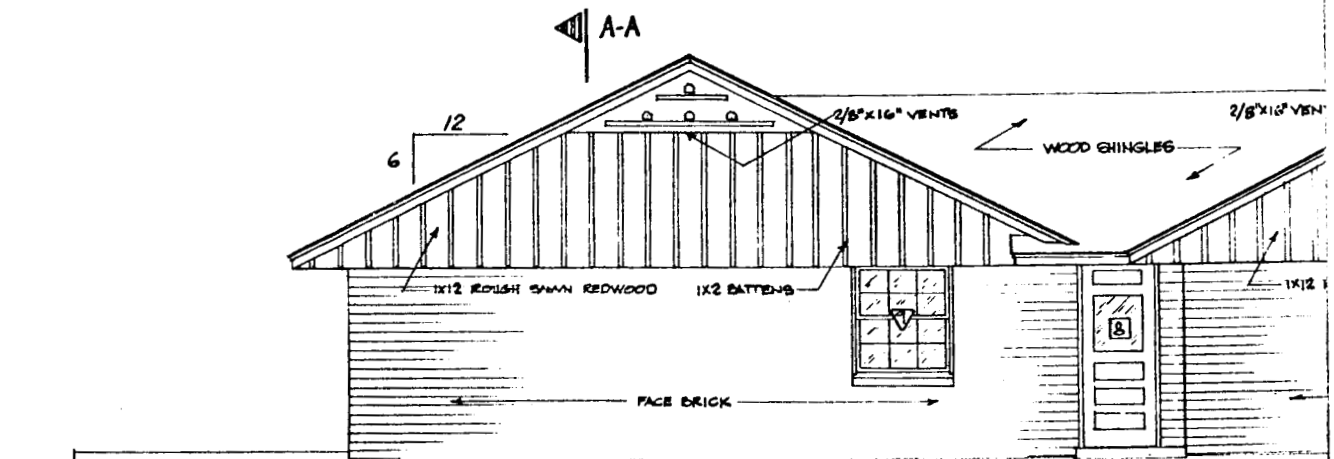 A-A
2/8"X16" VENTS
2/8"X16" VEN
12
6
WOOD SHINGLES
1X12 ROUGH SAWN REDWOOD
1X2 BATTENS
1X12
9
8
FACE BRICK